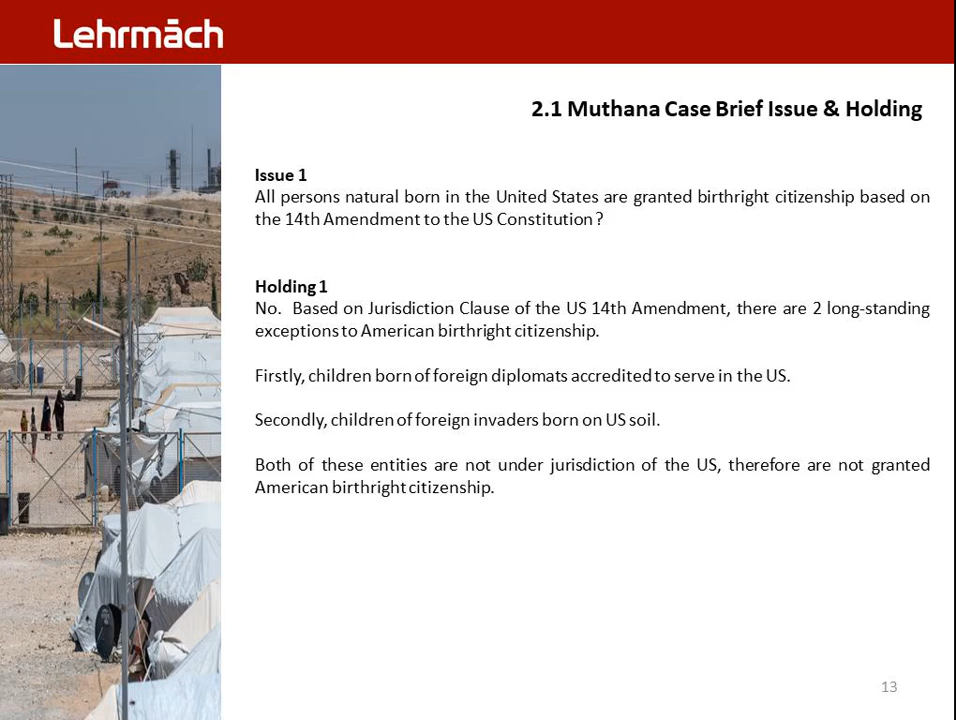 Lehrmāch
2.1 Muthana Case Brief Issue & Holding
Issue 1
All persons natural born in the United States are granted birthright citizenship based on
the 14th Amendment to the US Constitution?
Holding 1
No.  Based on Jurisdiction Clause of the US 14th Amendment, there are 2 long-standing
exceptions to American birthright citizenship.
Firstly, children born of foreign diplomats accredited to serve in the US.
Secondly, children of foreign invaders born on US soil.
Both of these entities are not under jurisdiction of the US, therefore are not granted
American birthright citizenship.
13